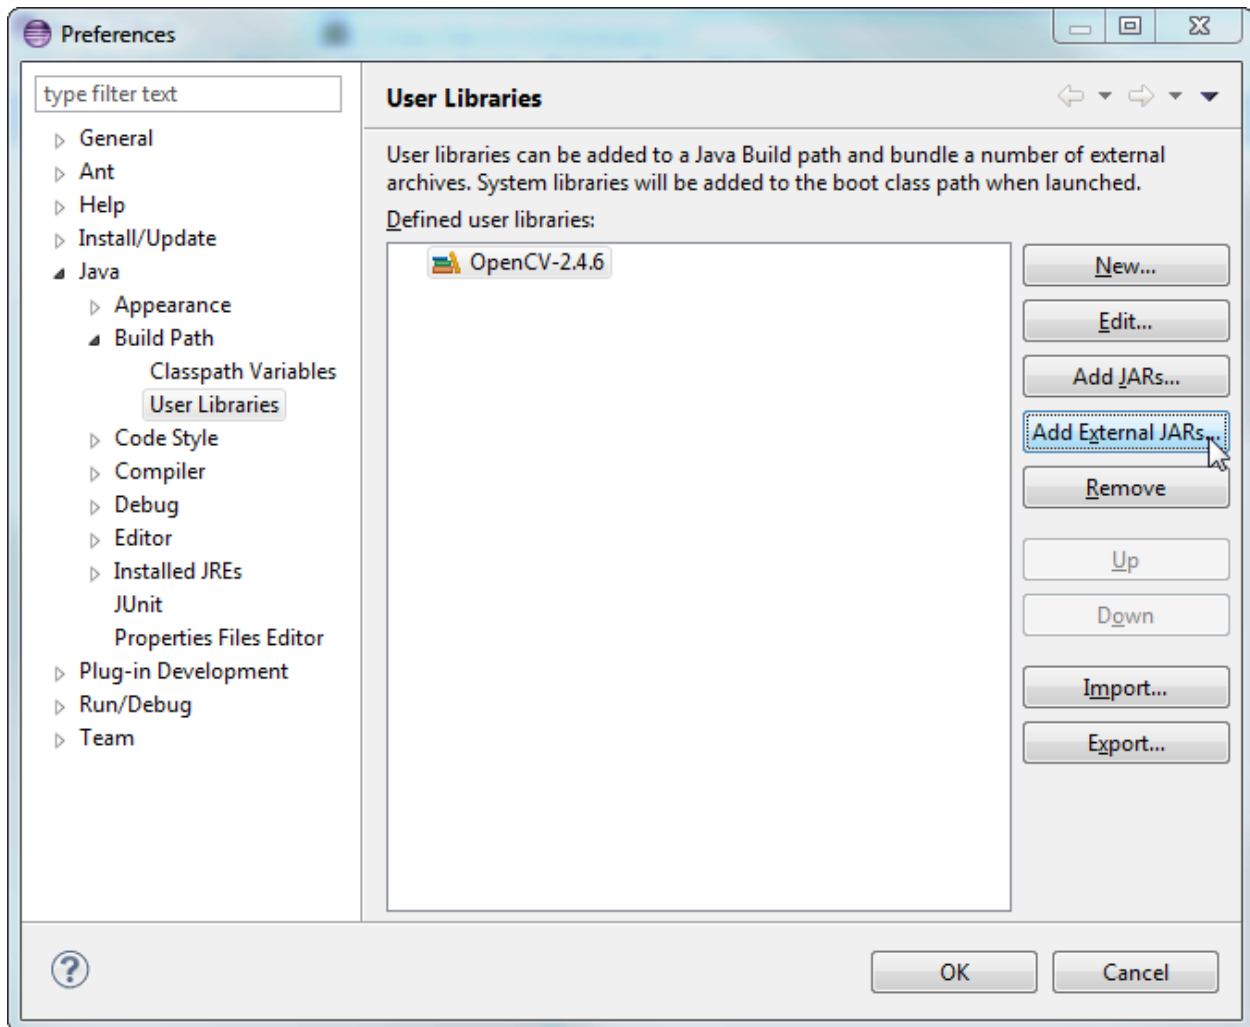 Preferences
type filter text
General
Ant
Help
Install/Update
Java
Appearance
Build Path
Classpath Variables
User Libraries
Code Style
Compiler
Debug
Editor
Installed JREs
JUnit
Properties Files Editor
Plug-in Development
Run/Debug
Team
User Libraries
User libraries can be added to a Java Build path and bundle a number of external
archives. System libraries will be added to the boot class path when launched.
Defined user libraries:
OpenCV-2.4.6
New...
Edit...
Add JARs...
Add External JARs...
Remove
Up
Down
Import...
Export...
OK
Cancel